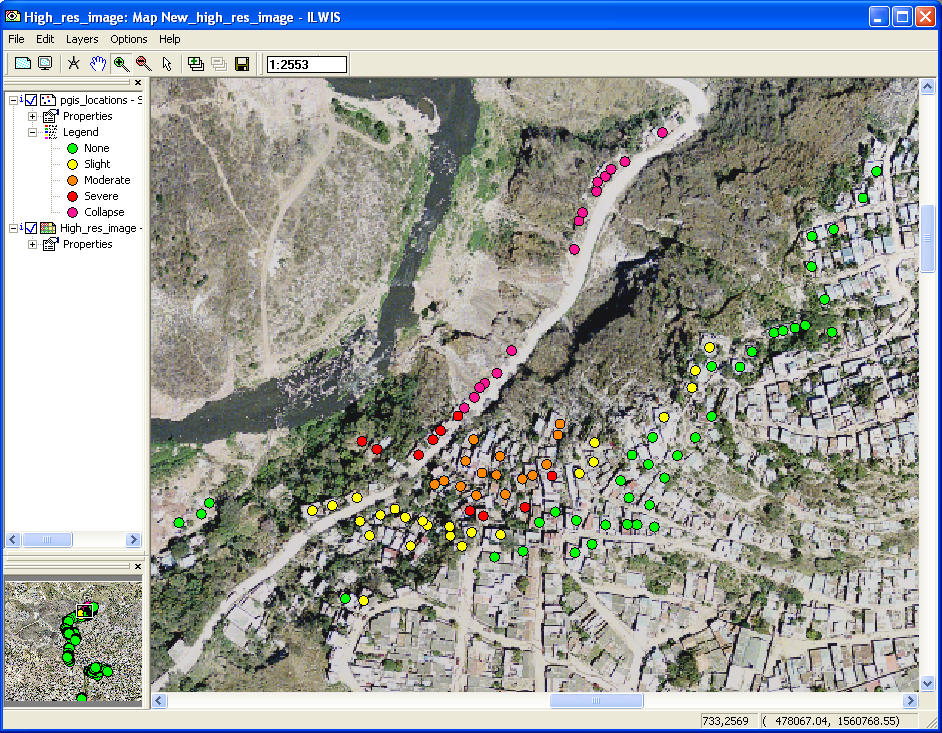 High_res_image: Map New_high_res_image - ILWIS
File Edit Layers Options Help
1:2553
pgis_locations - S
Properties
Legend
None
Slight
Moderate
Severe
Collapse
High_res_image -
Properties
733,2569 ( 478067.04, 1560768.55)